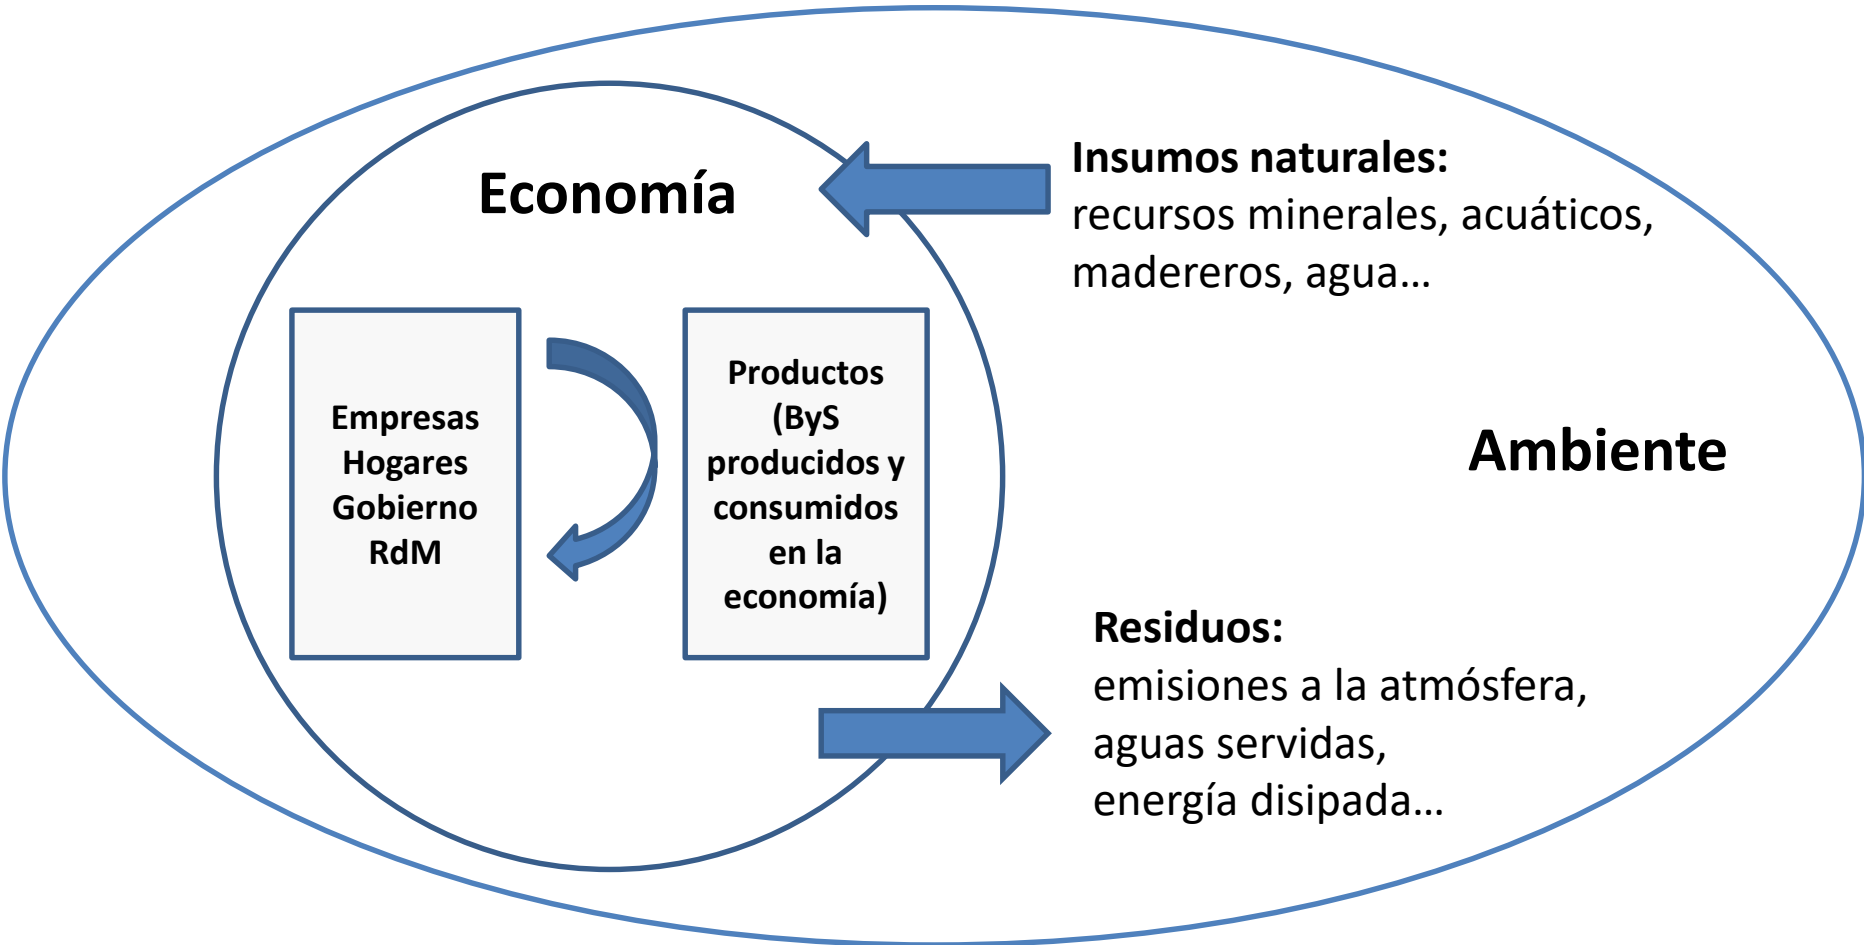 Economía
Insumos naturales:
recursos minerales, acuáticos,
madereros, agua...
Empresas
Hogares
Gobierno
RdM
Productos
(ByS
producidos y
consumidos
en la
economía)
Ambiente
Residuos:
emisiones a la atmósfera,
aguas servidas,
energía disipada...